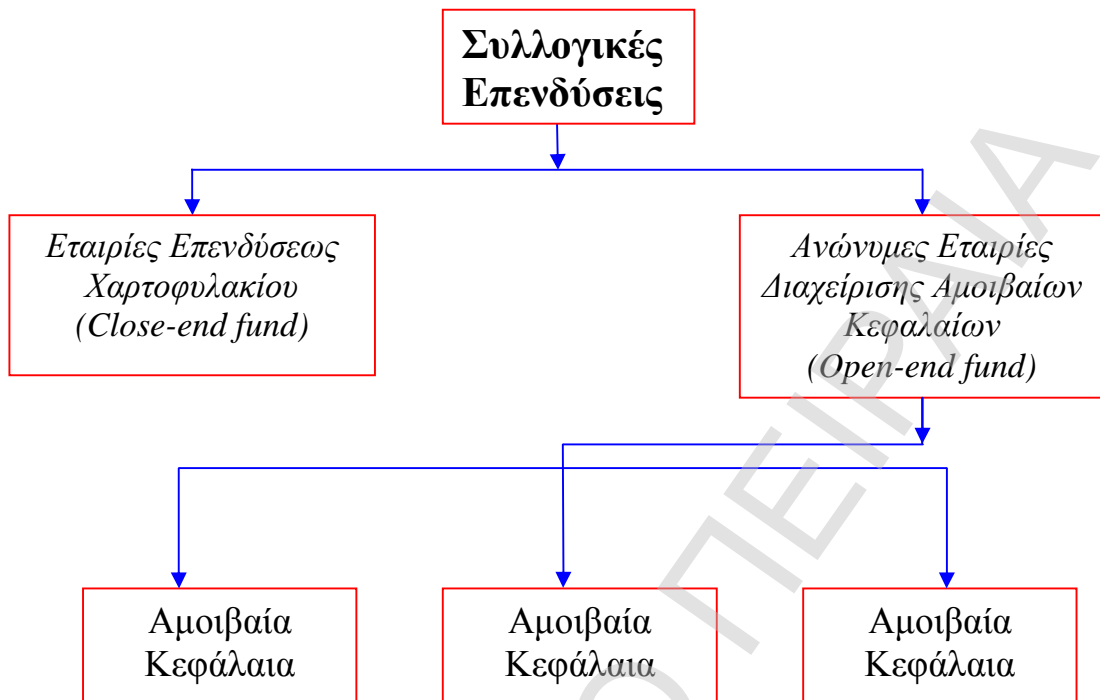 Συλλογικές
Επενδύσεις
Εταιρίες Επενδύσεως
Χαρτοφυλακίου
(Close-end fund)
Ανώνυμες Εταιρίες
Διαχείρισης Αμοιβαίων
Κεφαλαίων
(Open-end fund)
Αμοιβαία
Κεφάλαια
Αμοιβαία
Κεφάλαια
Αμοιβαία
Κεφάλαια
ΠΕΙΡΑΙΑ